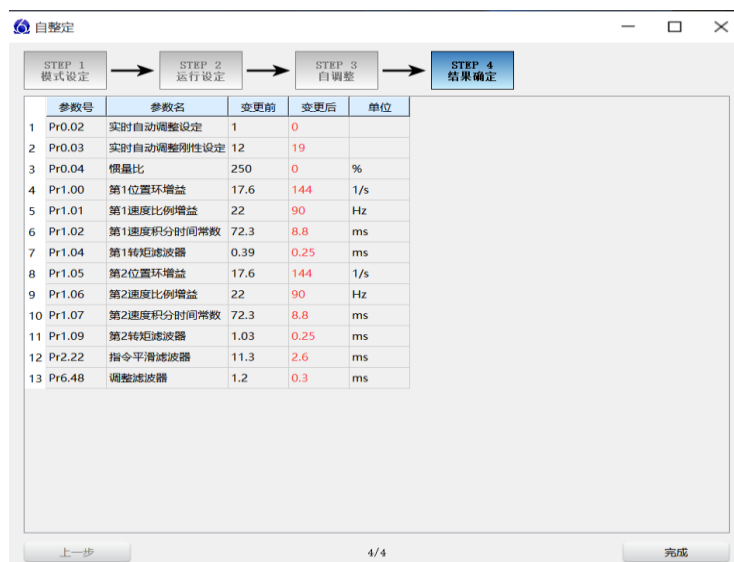 自整定
STEP 1
模式设定
STEP 2
运行设定
STEP 3
自调整
STEP 4
结果确定
参数号 参数名 变更前 变更后 单位
1 Pr0.02 实时自动调整设定 1 0
2 Pr0.03 实时自动调整刚性设定 12 19
3 Pr0.04 惯量比 250 0 %
4 Pr1.00 第1位置环增益 17.6 144 1/s
5 Pr1.01 第1速度比例增益 22 90 Hz
6 Pr1.02 第1速度积分时间常数 72.3 8.8 ms
7 Pr1.04 第1转矩滤波器 0.39 0.25 ms
8 Pr1.05 第2位置环增益 17.6 144 1/s
9 Pr1.06 第2速度比例增益 22 90 Hz
10 Pr1.07 第2速度积分时间常数 72.3 8.8 ms
11 Pr1.09 第2转矩滤波器 1.03 0.25 ms
12 Pr2.22 指令平滑滤波器 11.3 2.6 ms
13 Pr6.48 调整滤波器 1.2 0.3 ms
上一步 4/4 完成